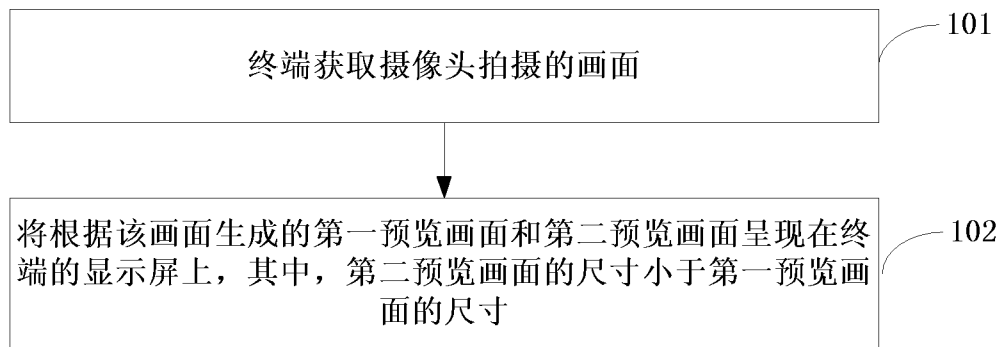 101
终端获取摄像头拍摄的画面
102
将根据该画面生成的第一预览画面和第二预览画面呈现在终
端的显示屏上，其中，第二预览画面的尺寸小于第一预览画
面的尺寸